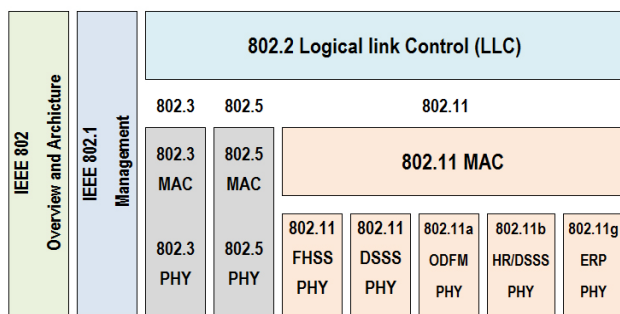 IEEE 802
Overview and Archicture
IEEE 802.1
Management
802.2 Logical link Control (LLC)
802.3
802.5
802.11
802.3
MAC
802.3
PHY
802.5
MAC
802.5
PHY
802.11 MAC
802.11
FHSS
PHY
802.11
DSSS
PHY
802.11a
ODFM
PHY
802.11b
HR/DSSS
PHY
802.11g
ERP
PHY